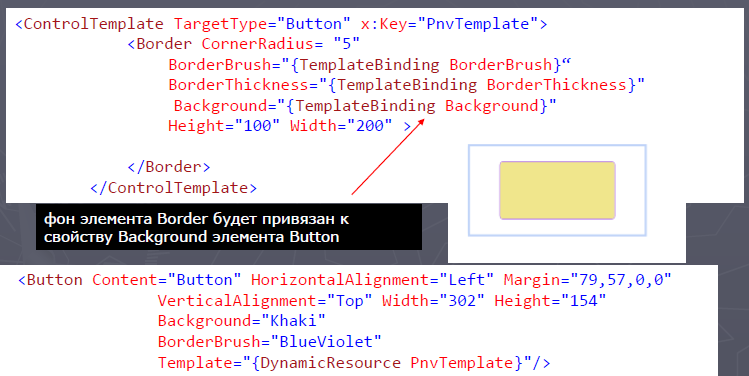 <ControlTemplate TargetType="Button" x:Key="PnvTemplate">
<Border CornerRadius= "5"
BorderBrush="{TemplateBinding BorderBrush}“
BorderThickness="{TemplateBinding BorderThickness}"
Background="{TemplateBinding Background}"
Height="100" Width="200" >
</Border>
</ControlTemplate>
фон элемента Border будет привязан к
свойству Background элемента Button
<Button Content="Button" HorizontalAlignment="Left" Margin="79,57,0,0"
VerticalAlignment="Top" Width="302" Height="154"
Background="Khaki"
BorderBrush="BlueViolet"
Template="{DynamicResource PnvTemplate}"/>